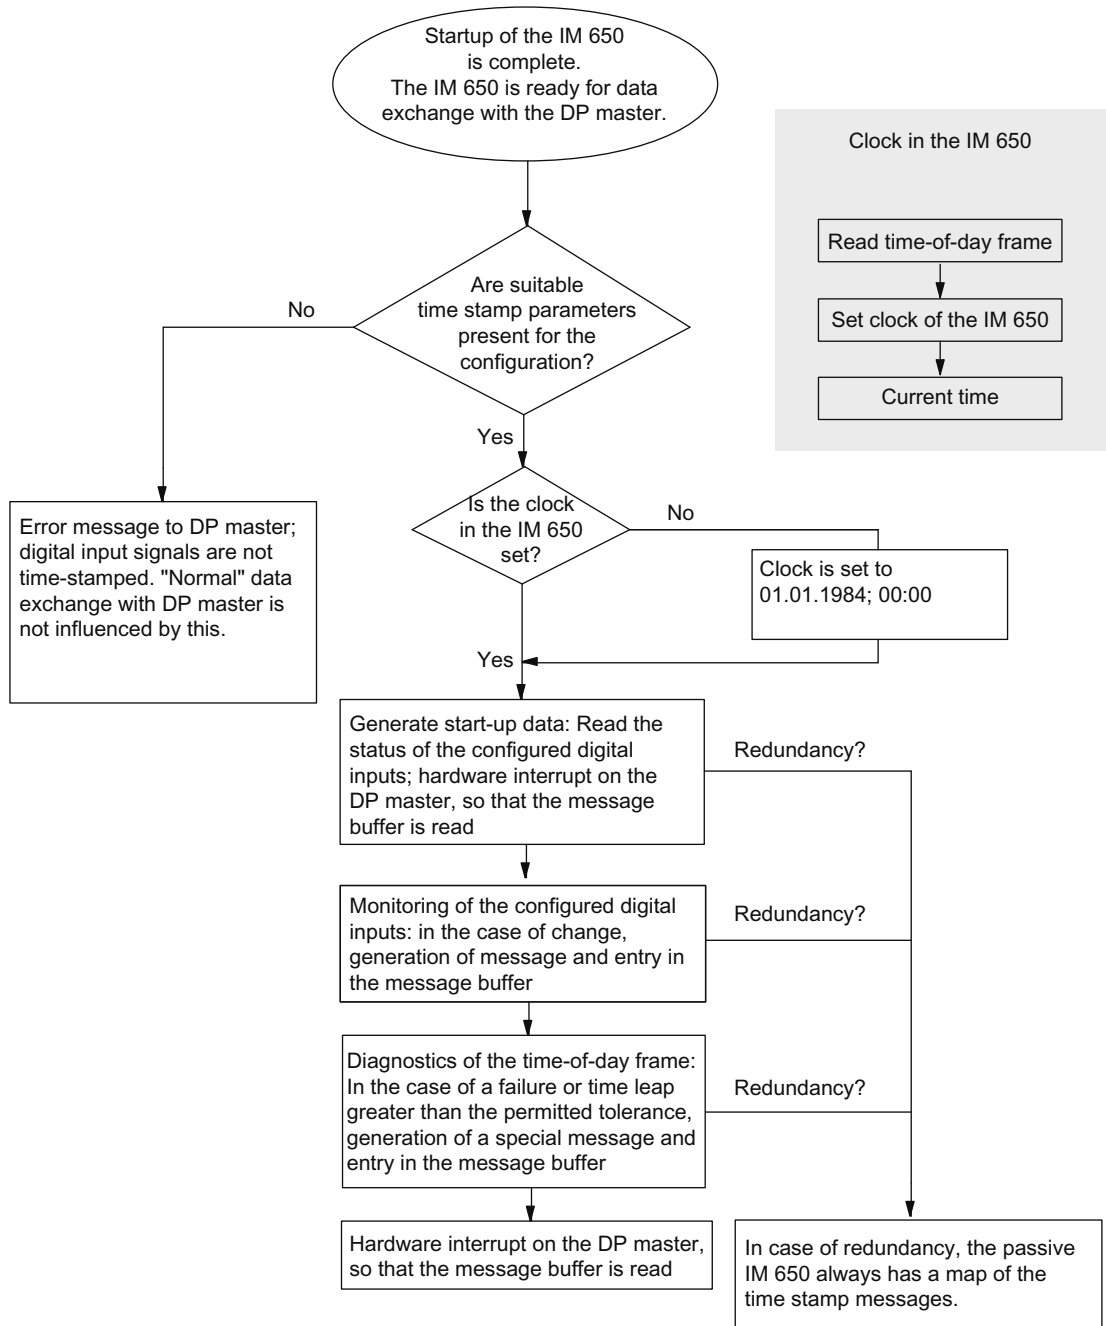 Startup of the IM 650
is complete.
The IM 650 is ready for data
exchange with the DP master.
Clock in the IM 650
Read time-of-day frame
Set clock of the IM 650
Current time
Are suitable
time stamp parameters
present for the
configuration?
No
Yes
Error message to DP master;
digital input signals are not
time-stamped. "Normal" data
exchange with DP master is
not influenced by this.
Is the clock
in the IM 650
set?
No
Clock is set to
01.01.1984; 00:00
Yes
Generate start-up data: Read the
status of the configured digital
inputs; hardware interrupt on the
DP master, so that the message
buffer is read
Redundancy?
Monitoring of the configured digital
inputs: in the case of change,
generation of message and entry in
the message buffer
Redundancy?
Diagnostics of the time-of-day frame:
In the case of a failure or time leap
greater than the permitted tolerance,
generation of a special message and
entry in the message buffer
Redundancy?
Hardware interrupt on the DP master,
so that the message buffer is read
In case of redundancy, the passive
IM 650 always has a map of the
time stamp messages.